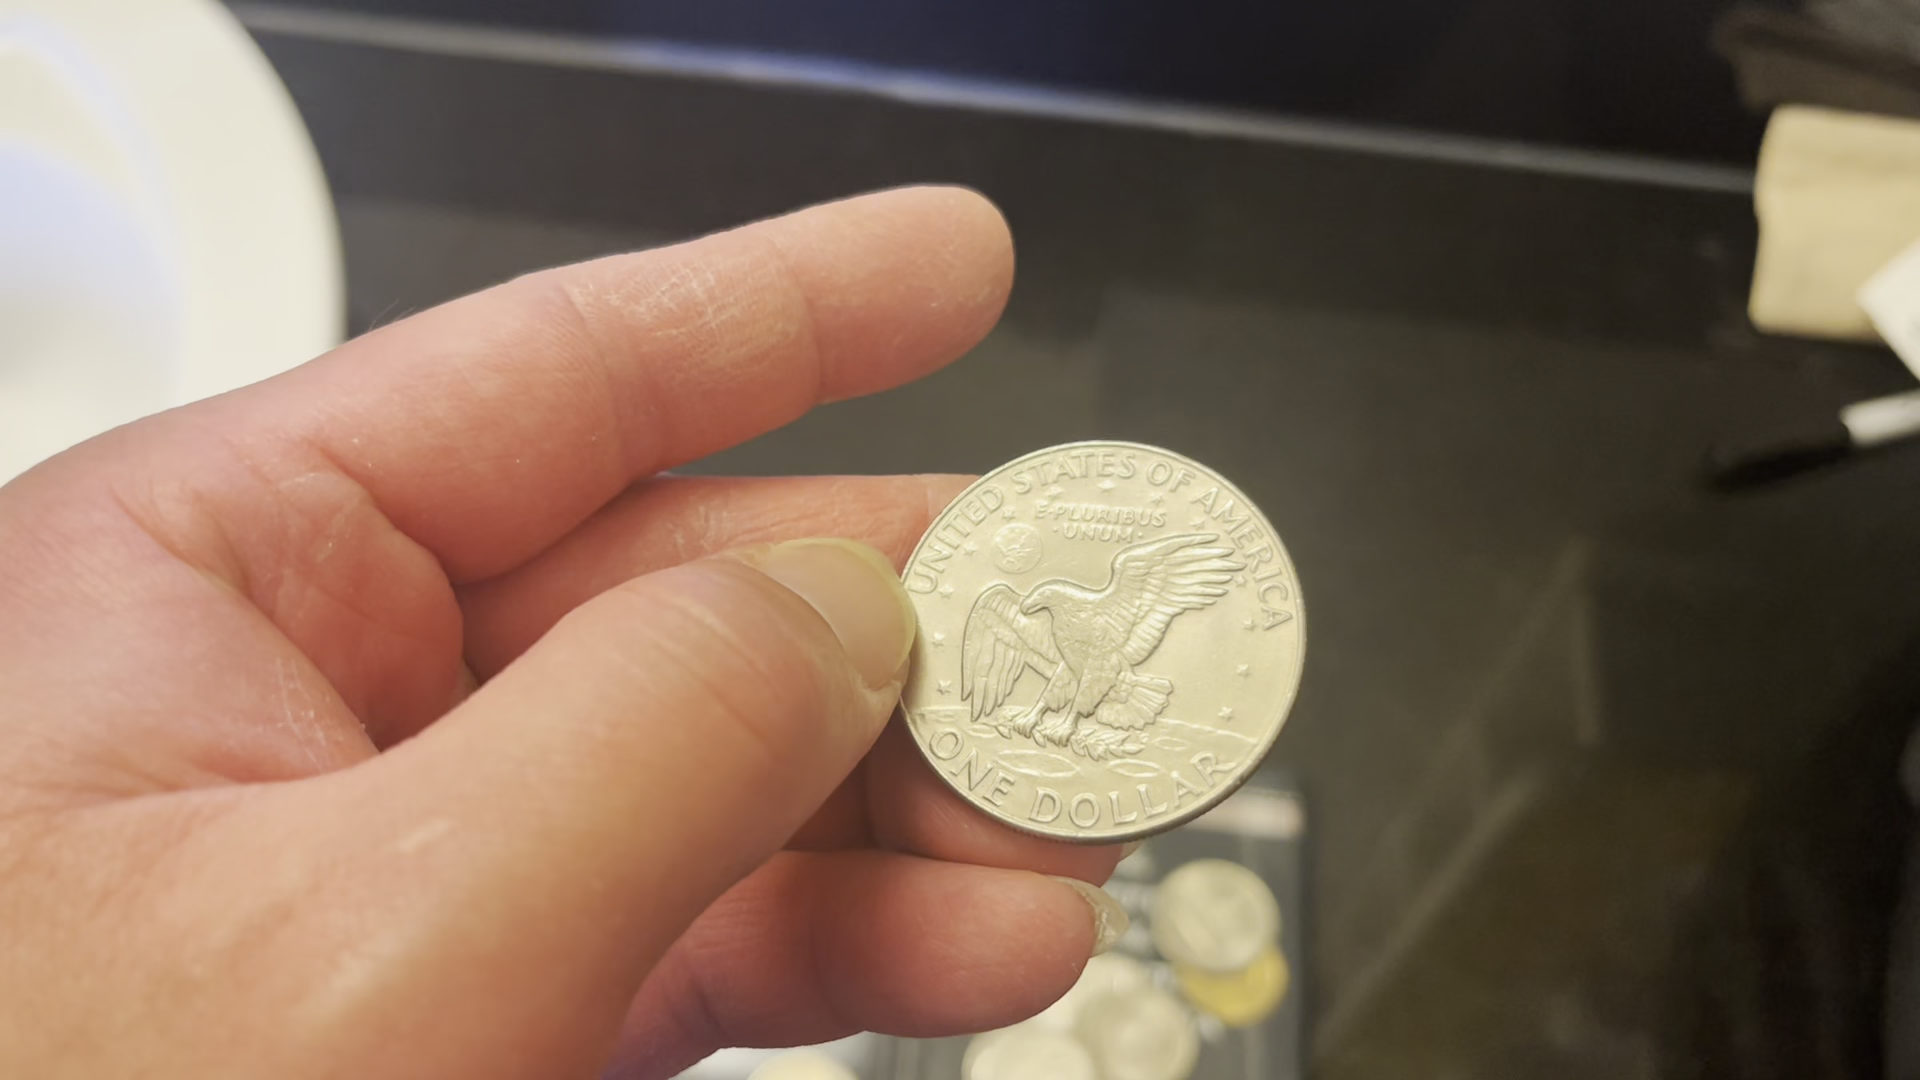 UNITED STATES OF AMERICA
E·PLURIBUS
·UNUM·
ONE DOLLAR